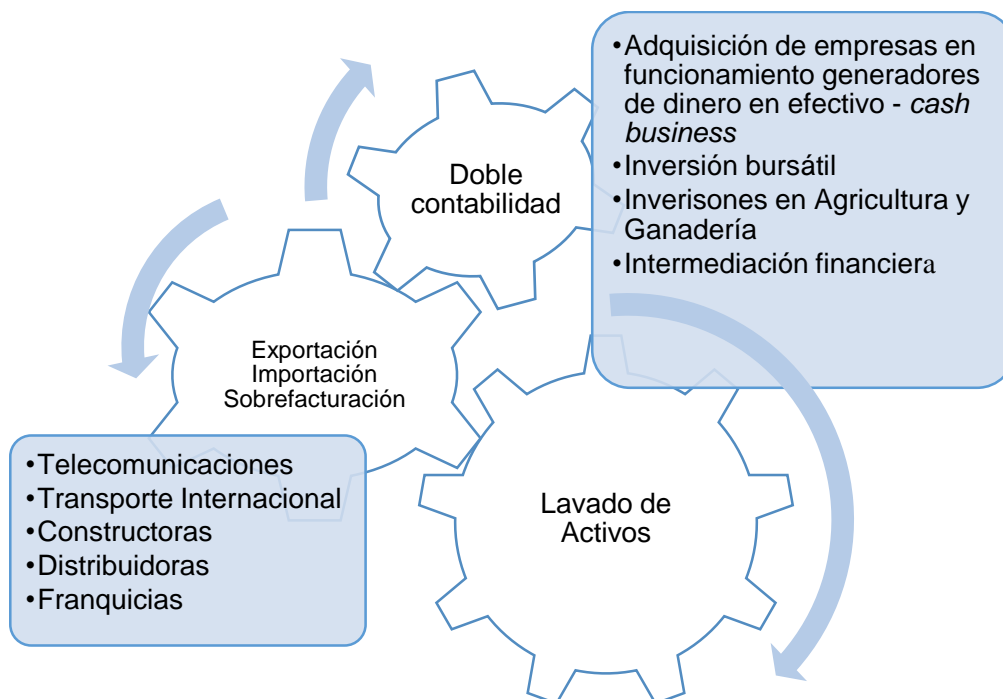 •Adquisición de empresas en
funcionamiento generadores
de dinero en efectivo - cash
business
•Inversión bursátil
•Inverisones en Agricultura y
Ganadería
•Intermediación financiera
Doble
contabilidad
Exportación
Importación
Sobrefacturación
•Telecomunicaciones
•Transporte Internacional
•Constructoras
•Distribuidoras
•Franquicias
Lavado de
Activos